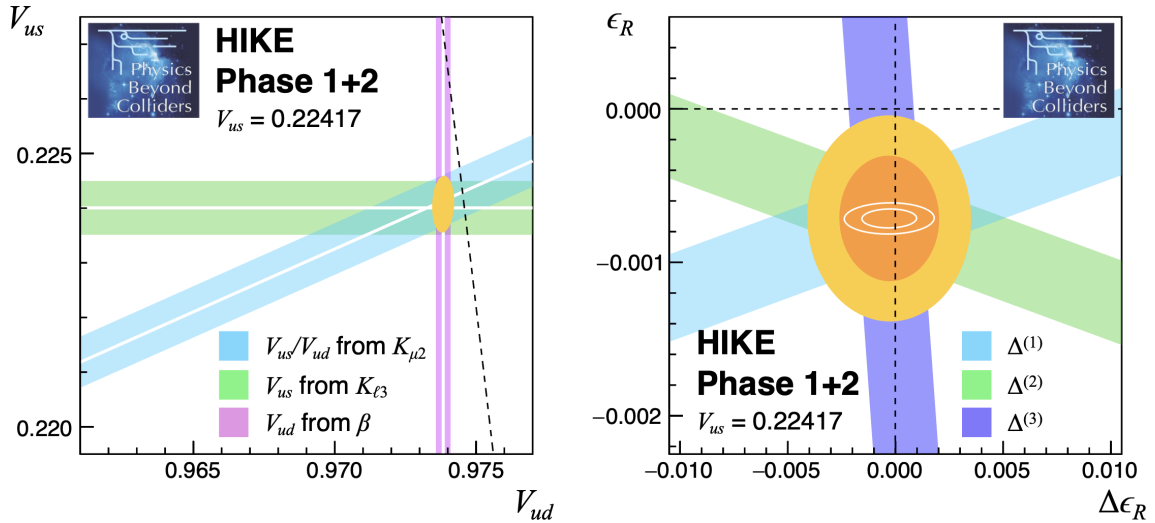 V_us
HIKE
Phase 1+2
V_us = 0.22417
Physics
Beyond
Colliders
0.225
0.220
V_us/V_ud from K_μ2
V_us from K_ℓ3
V_ud from β
0.965
0.970
0.975
V_ud
ϵ_R
Physics
Beyond
Colliders
0.000
−0.001
−0.002
HIKE
Phase 1+2
V_us = 0.22417
Δ^(1)
Δ^(2)
Δ^(3)
−0.010
−0.005
0.000
0.005
0.010
Δϵ_R